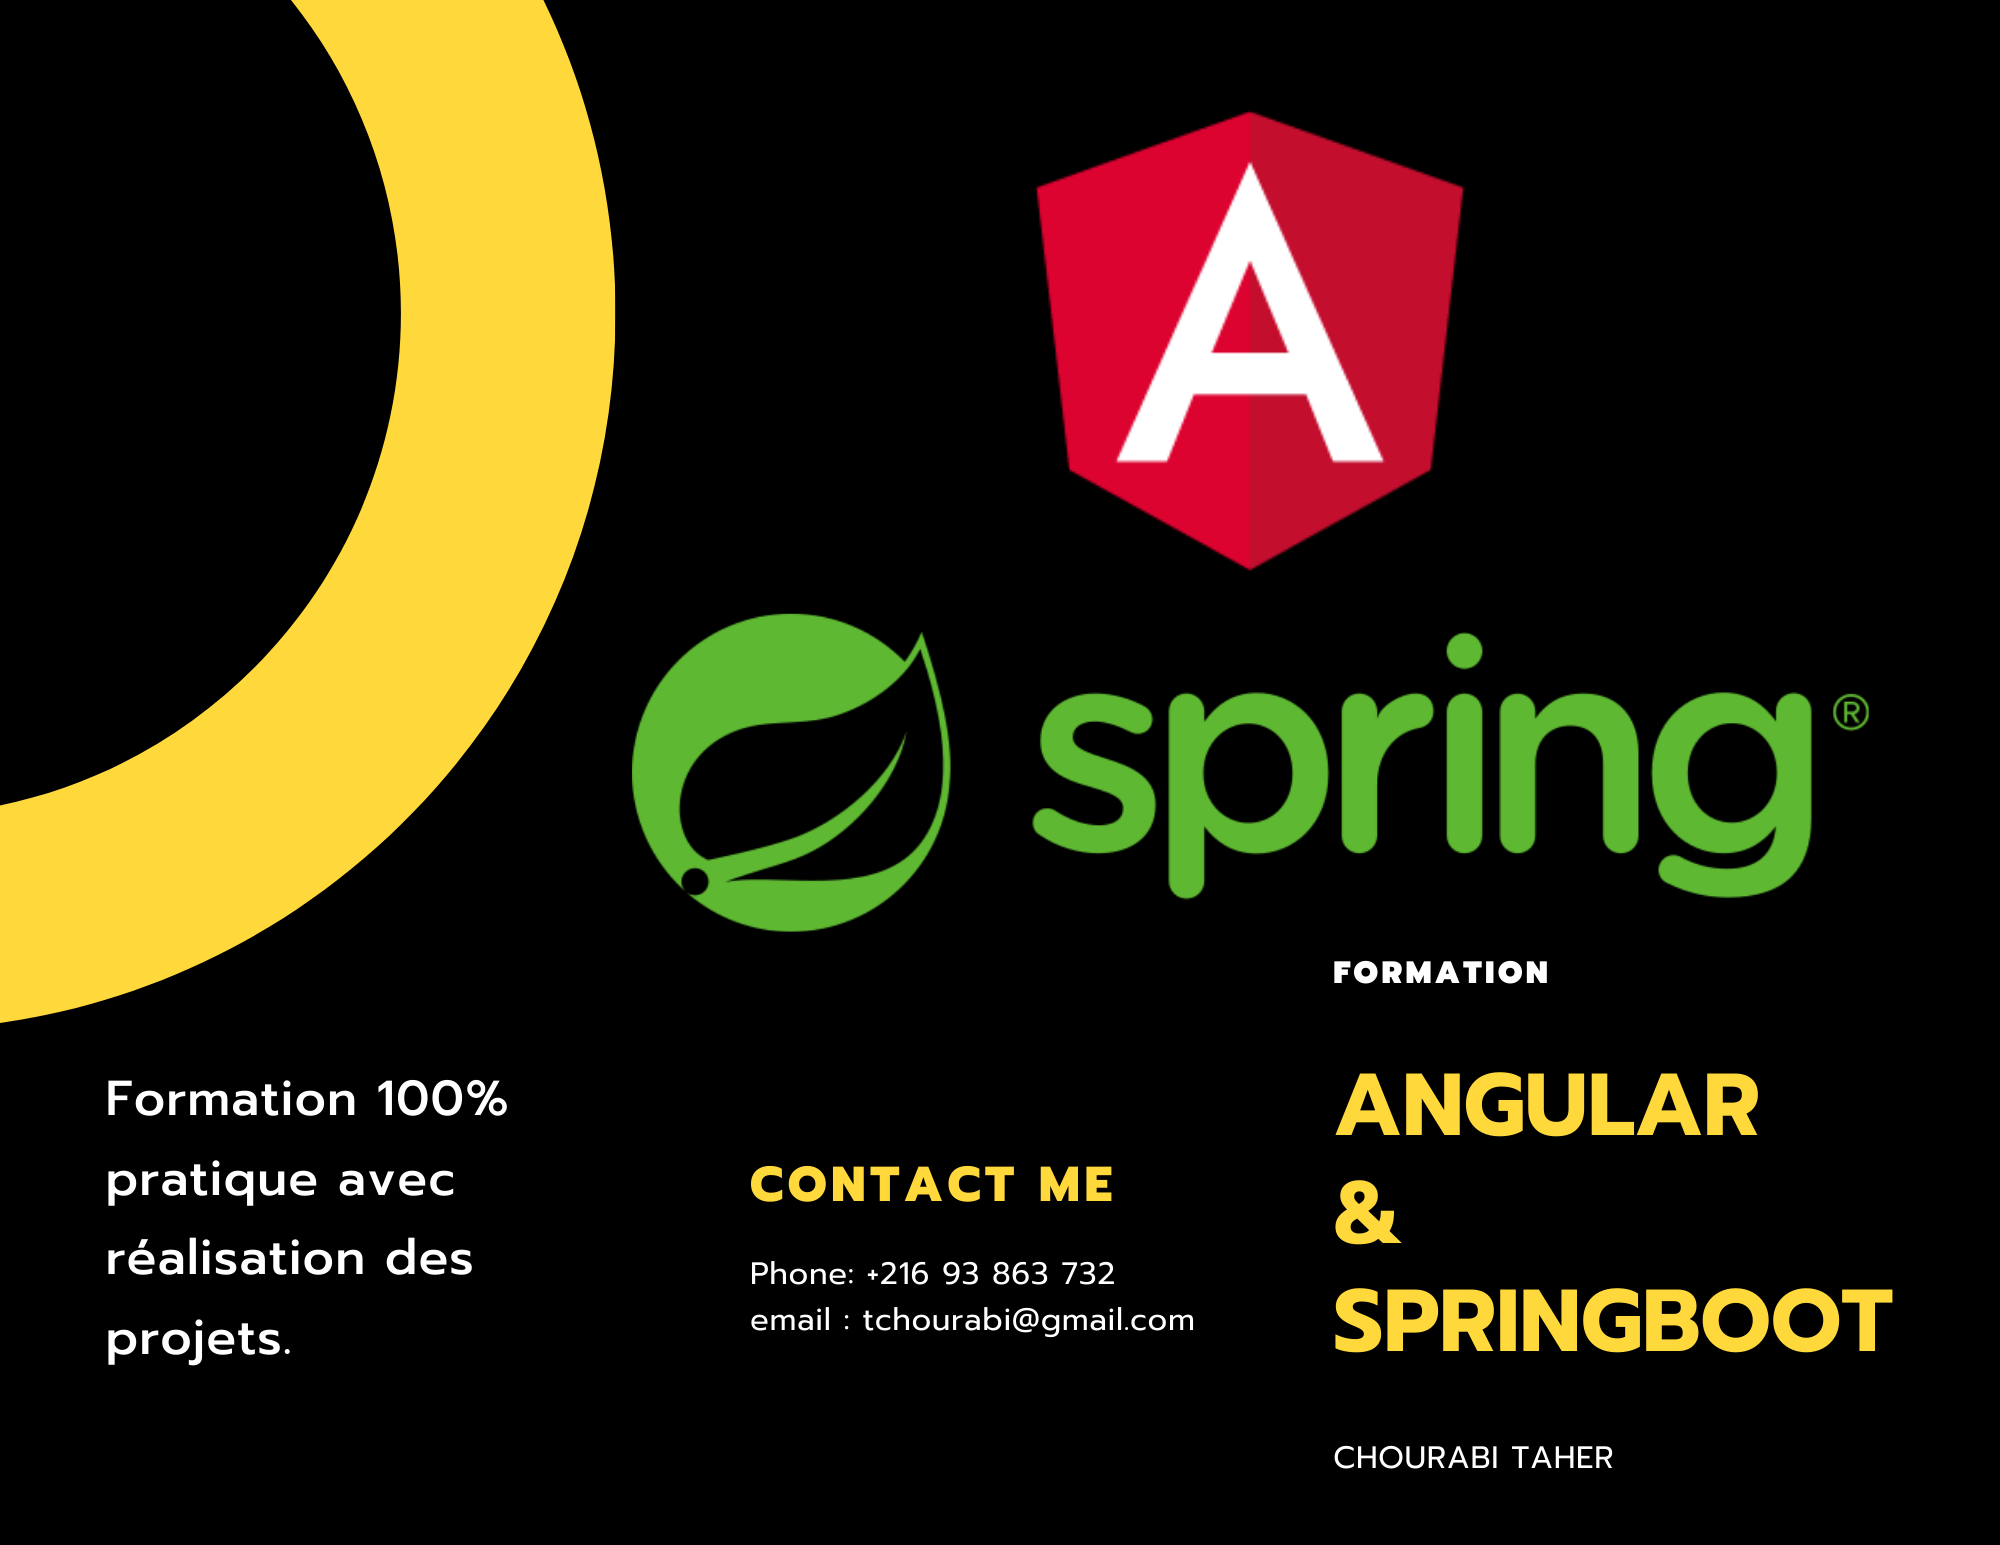 A
spring®
FORMATION
Formation 100%
pratique avec
réalisation des
projets.
CONTACT ME
Phone: +216 93 863 732
email : tchourabi@gmail.com
ANGULAR
&
SPRINGBOOT
CHOURABI TAHER